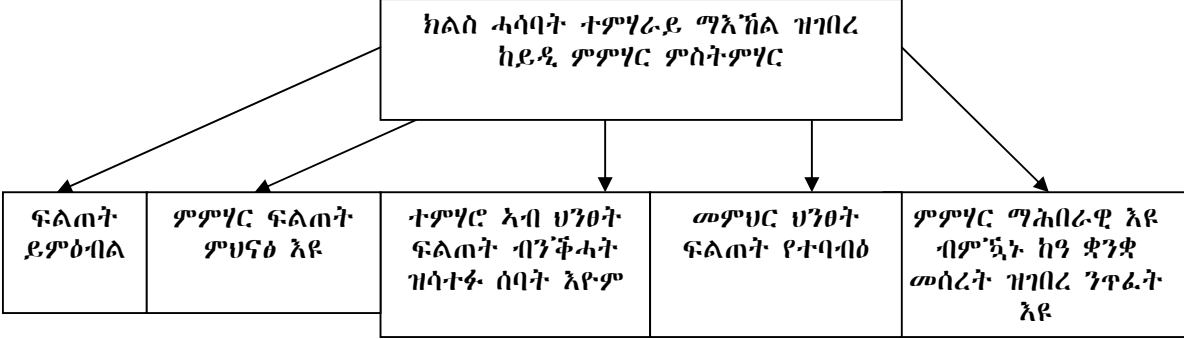 ክልስ ሓሳባት ተምሃራይ ማእኸል ዝገበረ
ከይዲ ምምሃር ምስትምሃር
ፍልጠት
ይምዕብል
ምምሃር ፍልጠት
ምህናፅ እዩ
ተምሃሮ ኣብ ህንፀት
ፍልጠት ብንቕሓት
ዝሳተፉ ሰባት እዮም
መምህር ህንፀት
ፍልጠት የተባብዕ
ምምሃር ማሕበራዊ እዩ
ብምዃኑ ከዓ ቋንቋ
መሰረት ዝገበረ ንጥፈት
እዩ